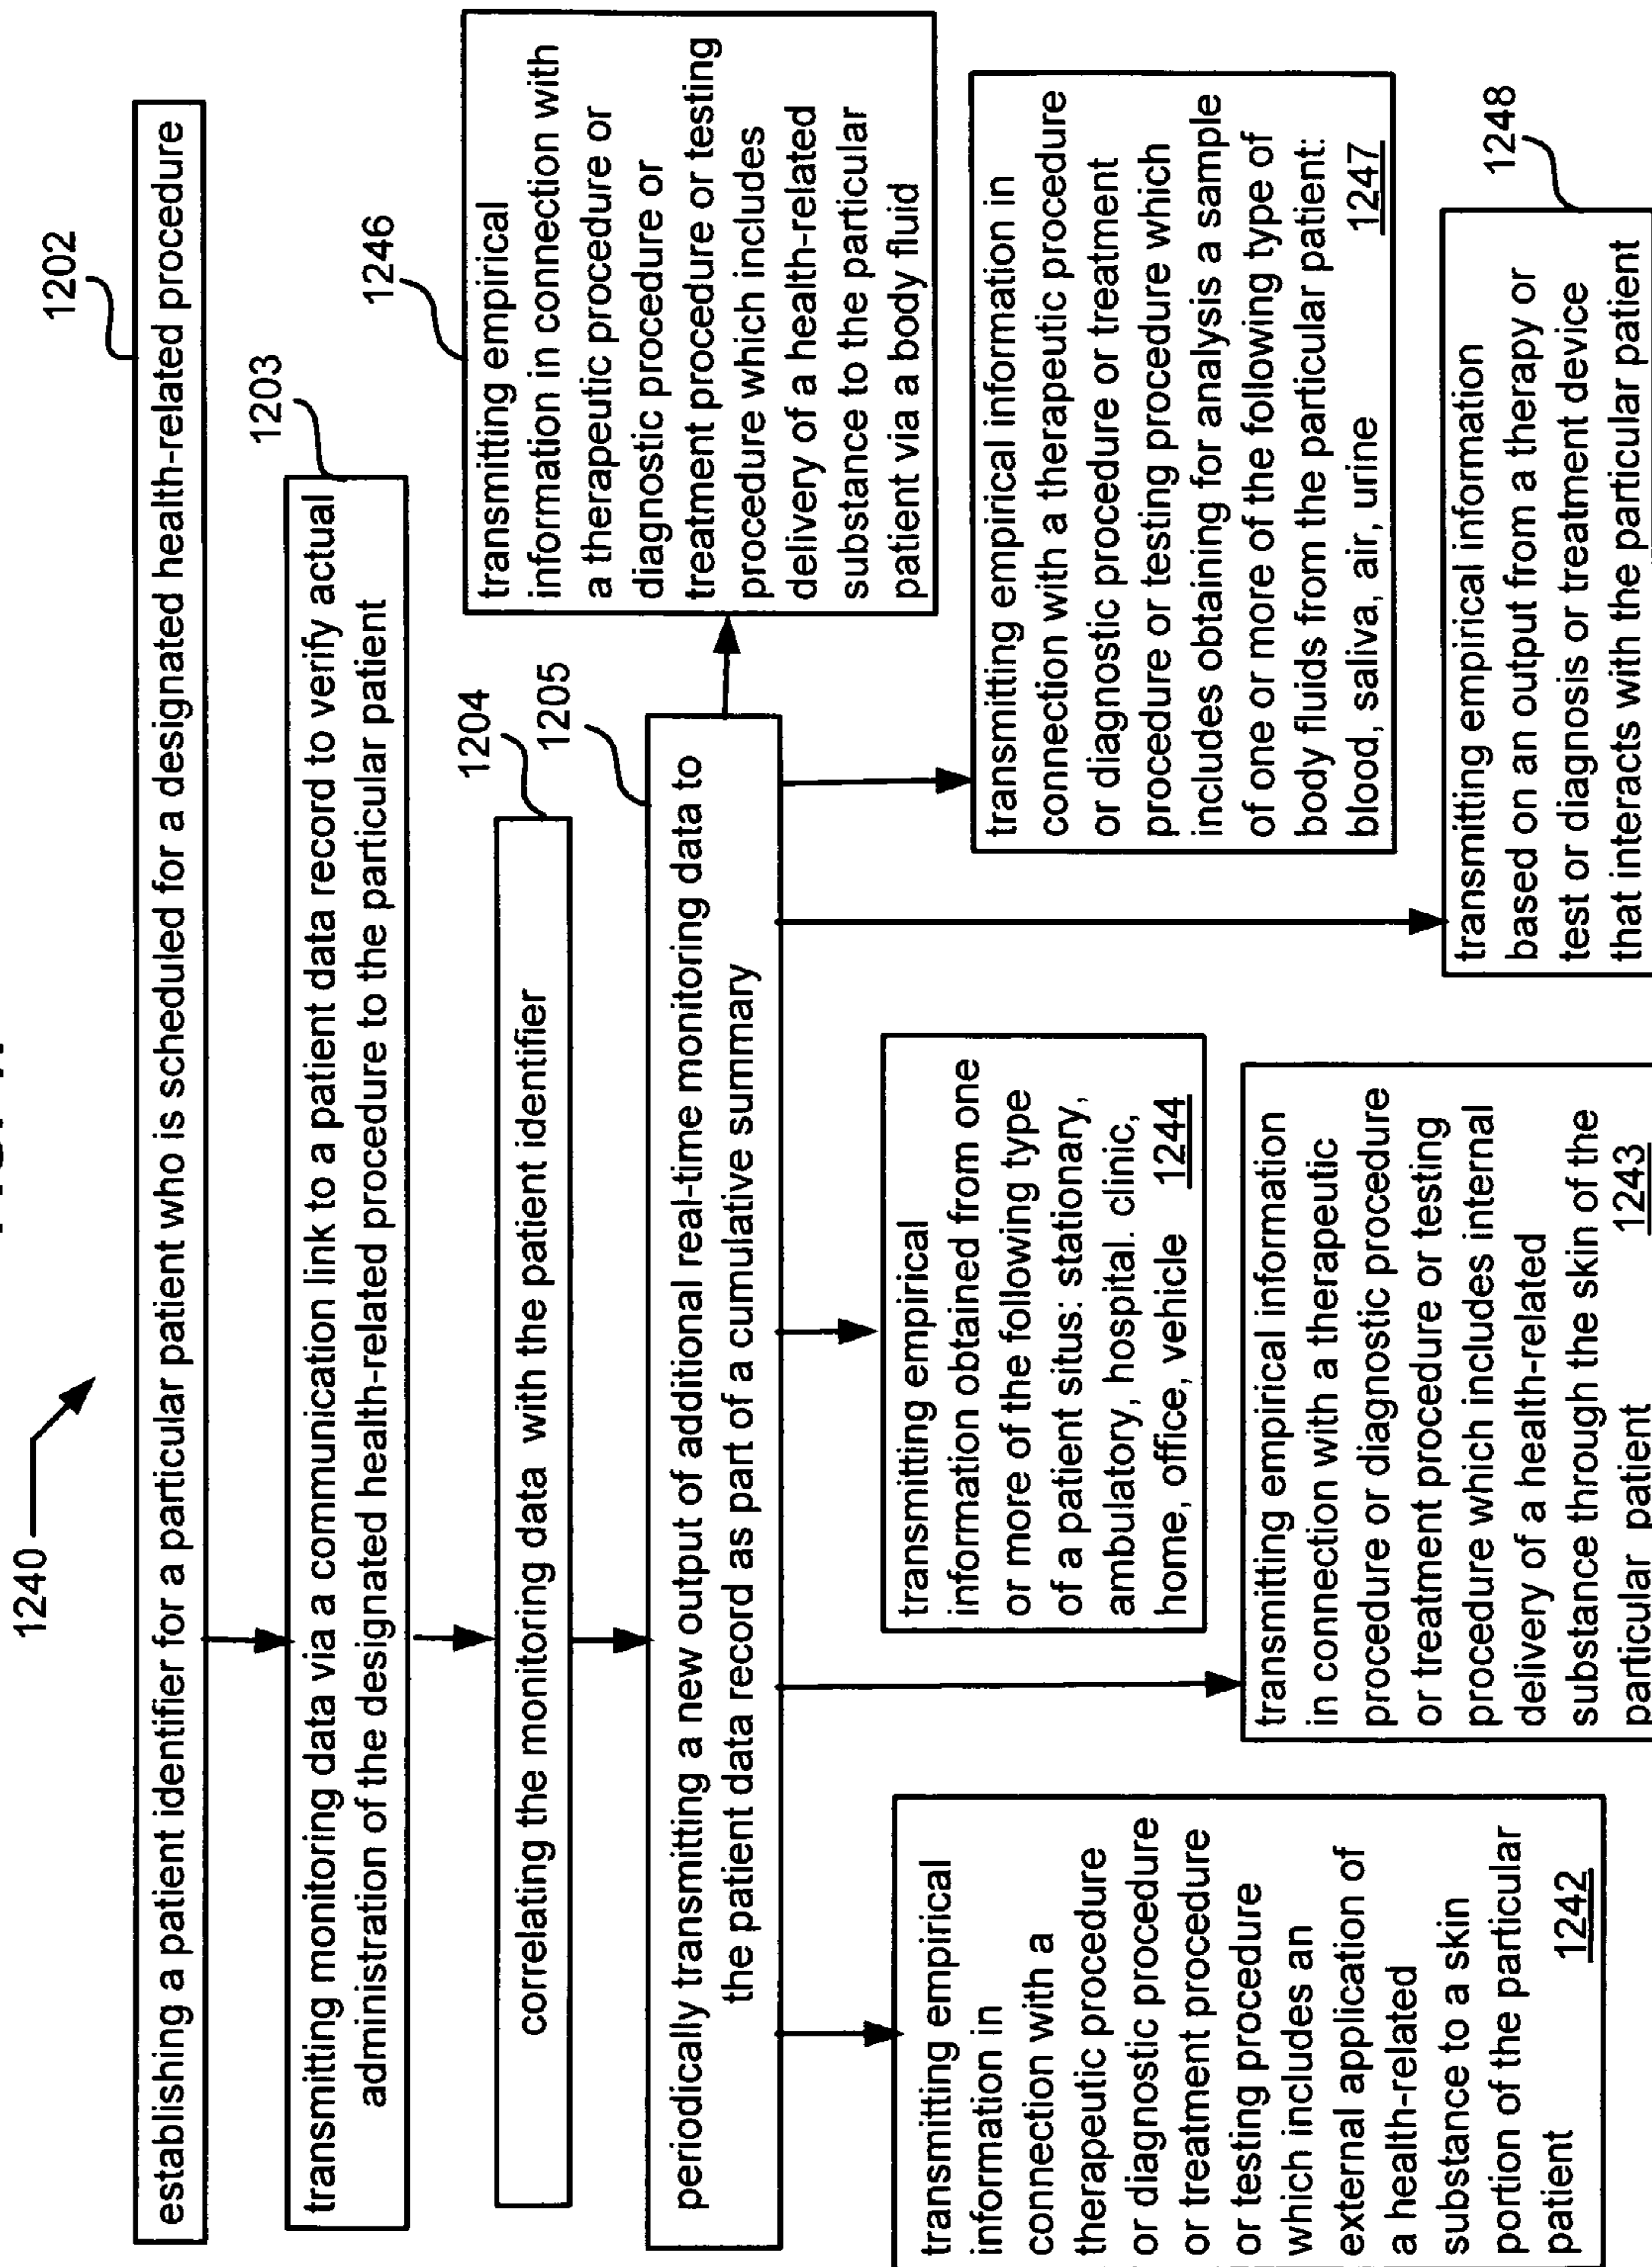 1240
1202
establishing a patient identifier for a particular patient who is scheduled for a designated health-related procedure
1203
transmitting monitoring data via a communication link to a patient data record to verify actual
administration of the designated health-related procedure to the particular patient
1204
correlating the monitoring data with the patient identifier
1205
periodically transmitting a new output of additional real-time monitoring data to
the patient data record as part of a cumulative summary
1246
transmitting empirical
information in connection with
a therapeutic procedure or
diagnostic procedure or
treatment procedure or testing
procedure which includes
delivery of a health-related
substance to the particular
patient via a body fluid
transmitting empirical
information in
connection with a
therapeutic procedure
or diagnostic procedure
or treatment procedure
or testing procedure
which includes an
external application of
a health-related
substance to a skin
portion of the particular
patient 1242
transmitting empirical information
in connection with a therapeutic
procedure or diagnostic procedure
or treatment procedure or testing
procedure which includes internal
delivery of a health-related
substance through the skin of the
particular patient 1243
transmitting empirical
information obtained from one
or more of the following type
of a patient situs: stationary,
ambulatory, hospital. clinic,
home, office, vehicle 1244
transmitting empirical information in
connection with a therapeutic procedure
or diagnostic procedure or treatment
procedure or testing procedure which
includes obtaining for analysis a sample
of one or more of the following type of
body fluids from the particular patient:
blood, saliva, air, urine 1247
1248
transmitting empirical information
based on an output from a therapy or
test or diagnosis or treatment device
that interacts with the particular patient